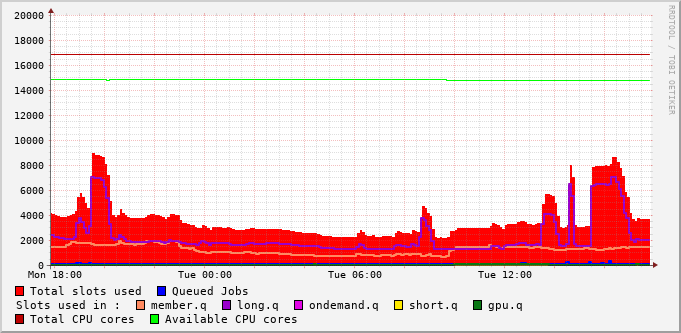 20000
18000
16000
14000
12000
10000
8000
6000
4000
2000
0
Mon 18:00 Tue 00:00 Tue 06:00 Tue 12:00
RRDTOOL / TOBI OETIKER
Total slots used Queued Jobs
Slots used in : member.q long.q ondemand.q short.q gpu.q
Total CPU cores Available CPU cores